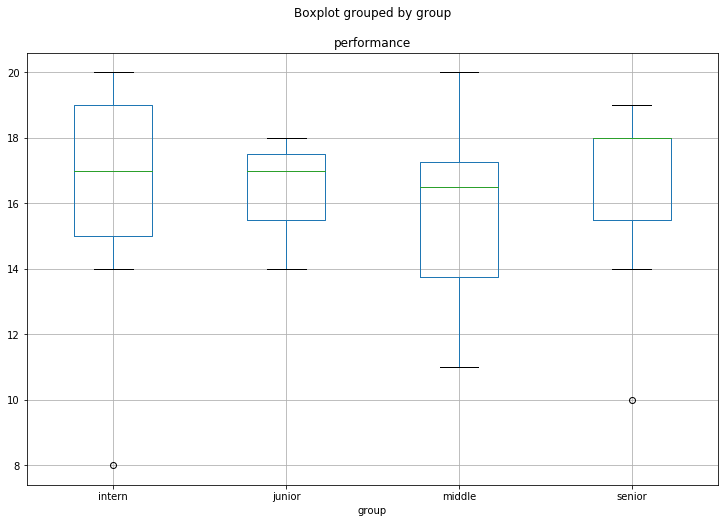 Boxplot grouped by group
performance
20
18
16
14
12
10
8
intern junior middle senior
group